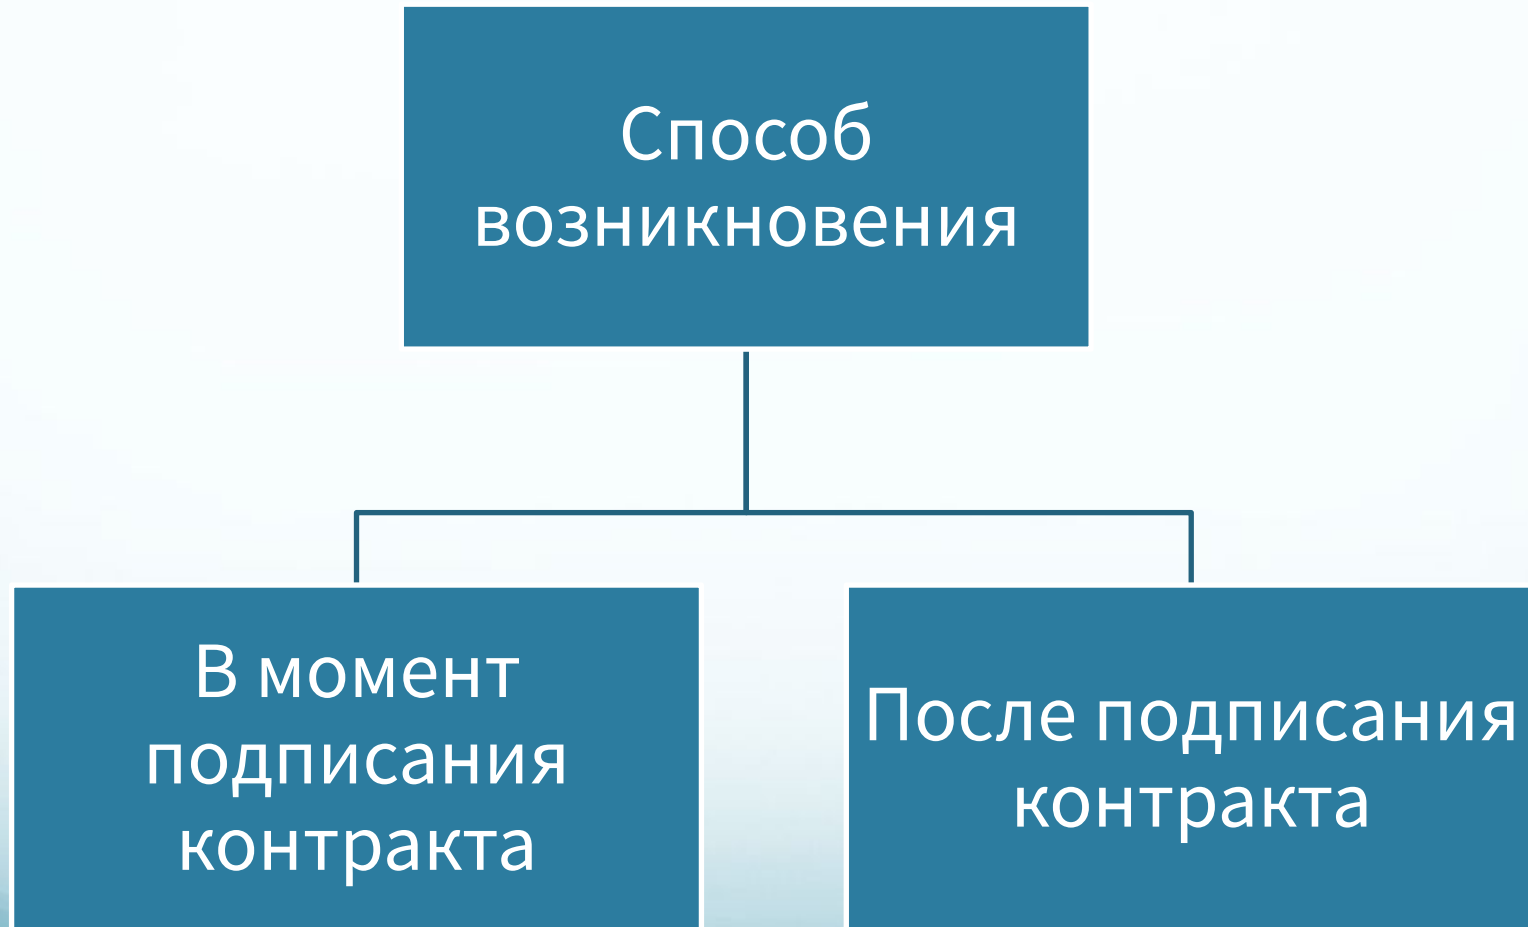 Способ
возникновения
В момент
подписания
контракта
После подписания
контракта